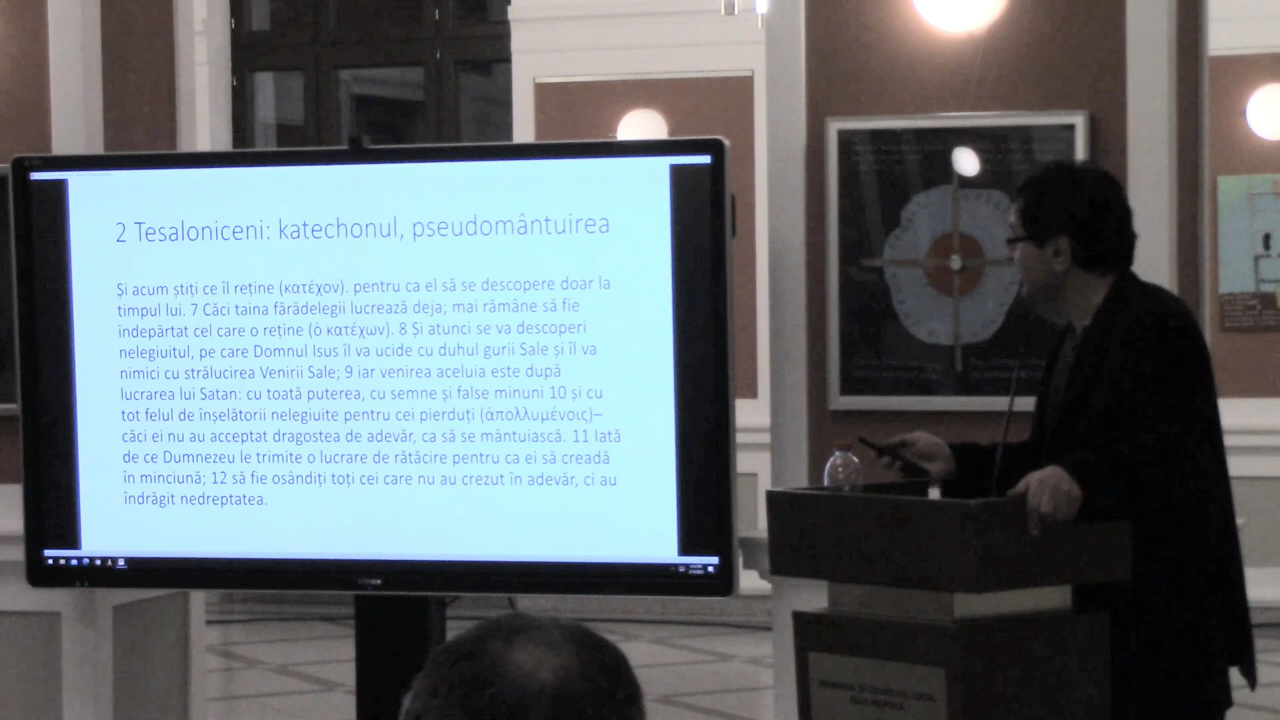 2 Tesaloniceni: katechonul, pseudomântuirea
Și acum știți ce îl reține (κατέχον). pentru ca el să se descopere doar la
timpul lui. 7 Căci taina fărădelegii lucrează deja; mai rămâne să fie
îndepărtat cel care o reține (ὁ κατέχων). 8 Și atunci se va descoperi
nelegiuitul, pe care Domnul Isus îl va ucide cu duhul gurii Sale și îl va
nimici cu strălucirea Venirii Sale; 9 iar venirea aceluia este după
lucrarea lui Satan: cu toată puterea, cu semne și false minuni 10 și cu
tot felul de înșelătorii nelegiuite pentru cei pierduți (ἀπολλυμένοις)–
căci ei nu au acceptat dragostea de adevăr, ca să se mântuiască. 11 Iată
de ce Dumnezeu le trimite o lucrare de rătăcire pentru ca ei să creadă
în minciună; 12 să fie osândiți toți cei care nu au crezut în adevăr, ci au
îndrăgit nedreptatea.
PRIMĂRIA ȘI CONSILIUL LOCAL
CLUJ-NAPOCA